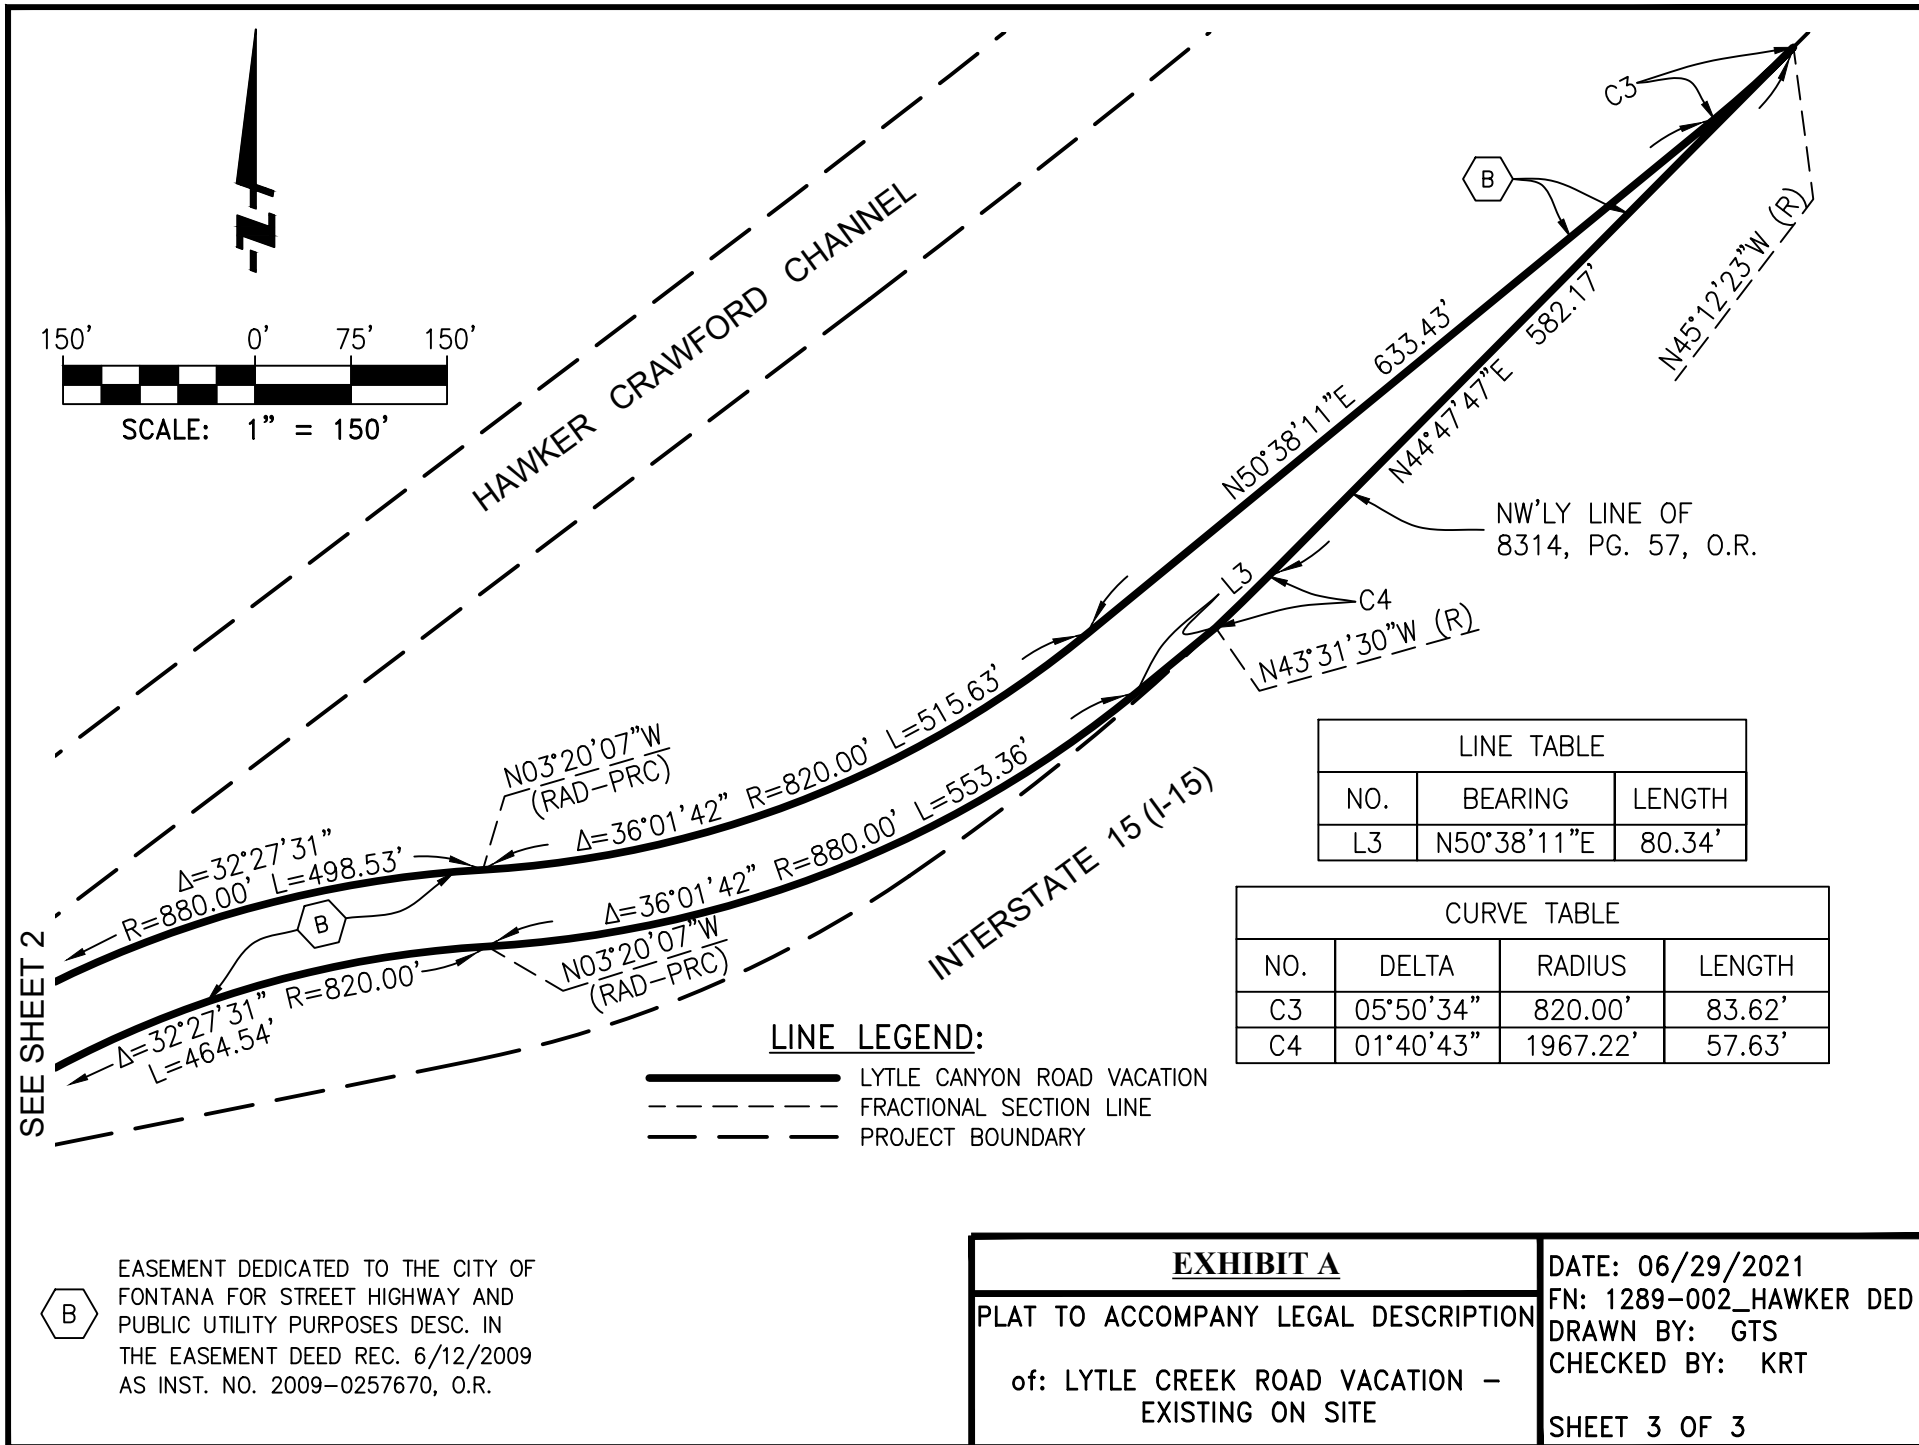 150' 0' 75' 150'
SCALE: 1" = 150'
HAWKER CRAWFORD CHANNEL
C3
B
N45°12'23"W (R)
N50°38'11"E 633.43'
N44°47'47"E 582.17'
NW'LY LINE OF
8314, PG. 57, O.R.
L3
C4
N43°31'30"W (R)
N03°20'07"W
(RAD-PRC)
Δ=36°01'42" R=820.00' L=515.63'
Δ=32°27'31"
R=880.00' L=498.53'
B
Δ=36°01'42" R=880.00' L=553.36'
N03°20'07"W
(RAD-PRC)
Δ=32°27'31" R=820.00'
L=464.54'
INTERSTATE 15 (I-15)
SEE SHEET 2
LINE TABLE
NO. BEARING LENGTH
L3 N50°38'11"E 80.34'
CURVE TABLE
NO. DELTA RADIUS LENGTH
C3 05°50'34" 820.00' 83.62'
C4 01°40'43" 1967.22' 57.63'
LINE LEGEND:
LYTLE CANYON ROAD VACATION
FRACTIONAL SECTION LINE
PROJECT BOUNDARY
B
EASEMENT DEDICATED TO THE CITY OF
FONTANA FOR STREET HIGHWAY AND
PUBLIC UTILITY PURPOSES DESC. IN
THE EASEMENT DEED REC. 6/12/2009
AS INST. NO. 2009-0257670, O.R.
EXHIBIT A
PLAT TO ACCOMPANY LEGAL DESCRIPTION
of: LYTLE CREEK ROAD VACATION -
EXISTING ON SITE
DATE: 06/29/2021
FN: 1289-002_HAWKER DED
DRAWN BY: GTS
CHECKED BY: KRT
SHEET 3 OF 3